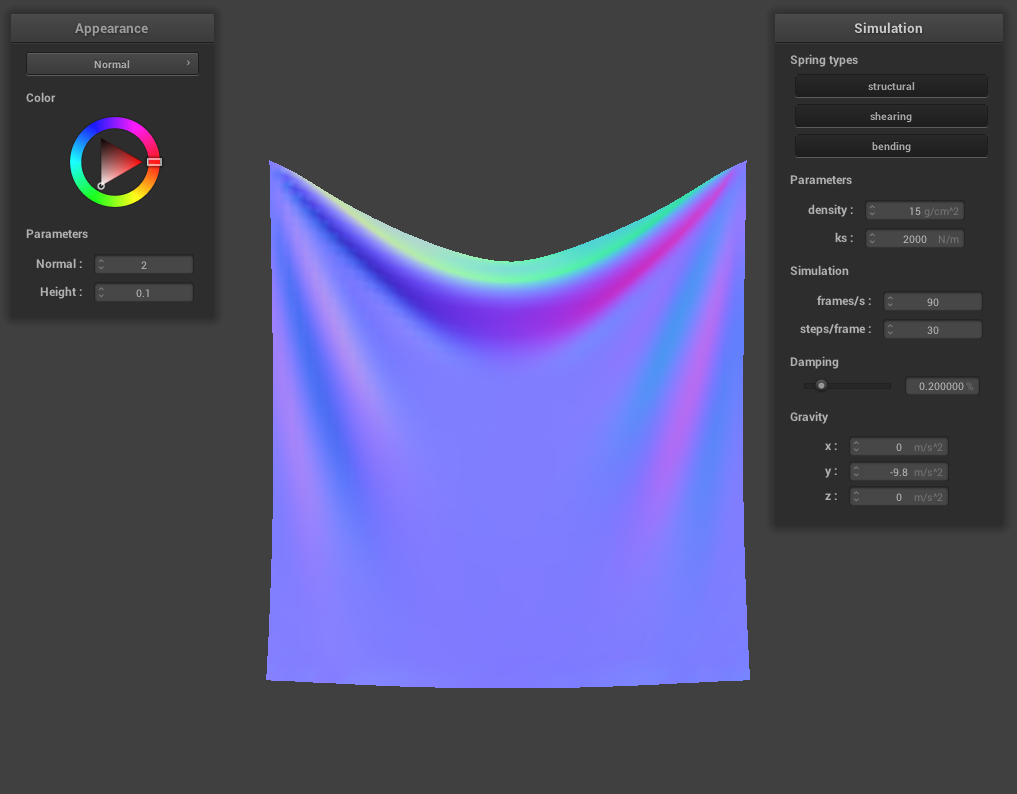 Appearance
Normal ›
Color
Parameters
Normal : 2
Height : 0.1
Simulation
Spring types
structural
shearing
bending
Parameters
density : 15 g/cm^2
ks : 2000 N/m
Simulation
frames/s : 90
steps/frame : 30
Damping
0.200000 %
Gravity
x : 0 m/s^2
y : -9.8 m/s^2
z : 0 m/s^2